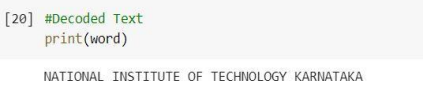 [20] #Decoded Text
print(word)
NATIONAL INSTITUTE OF TECHNOLOGY KARNATAKA